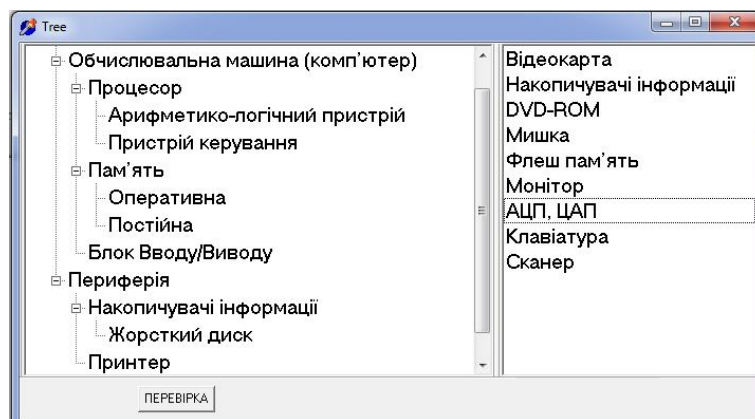 Tree
Обчислювальна машина (комп'ютер)
Процесор
Арифметико-логічний пристрій
Пристрій керування
Пам'ять
Оперативна
Постійна
Блок Вводу/Виводу
Периферія
Накопичувачі інформації
Жорсткий диск
Принтер
Відеокарта
Накопичувачі інформації
DVD-ROM
Мишка
Флеш пам'ять
Монітор
АЦП, ЦАП
Клавіатура
Сканер
ПЕРЕВІРКА